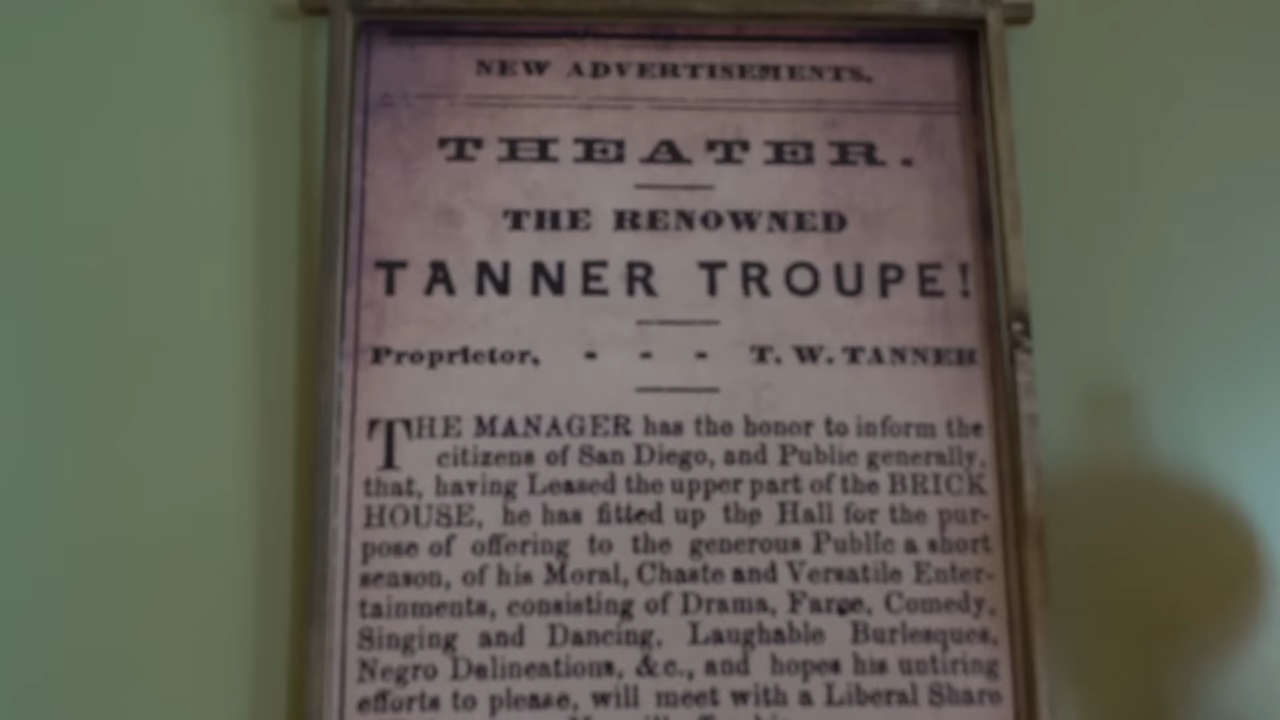 NEW ADVERTISEMENTS.
THEATER.
THE RENOWNED
TANNER TROUPE!
Proprietor, - - - T. W. TANNER
THE MANAGER has the honor to inform the
citizens of San Diego, and Public generally,
that, having Leased the upper part of the BRICK
HOUSE, he has fitted up the Hall for the pur-
pose of offering to the generous Public a short
season, of his Moral, Chaste and Versatile Enter-
tainments, consisting of Drama, Farce, Comedy,
Singing and Dancing, Laughable Burlesques,
Negro Delineations, &c., and hopes his untiring
efforts to please, will meet with a Liberal Share